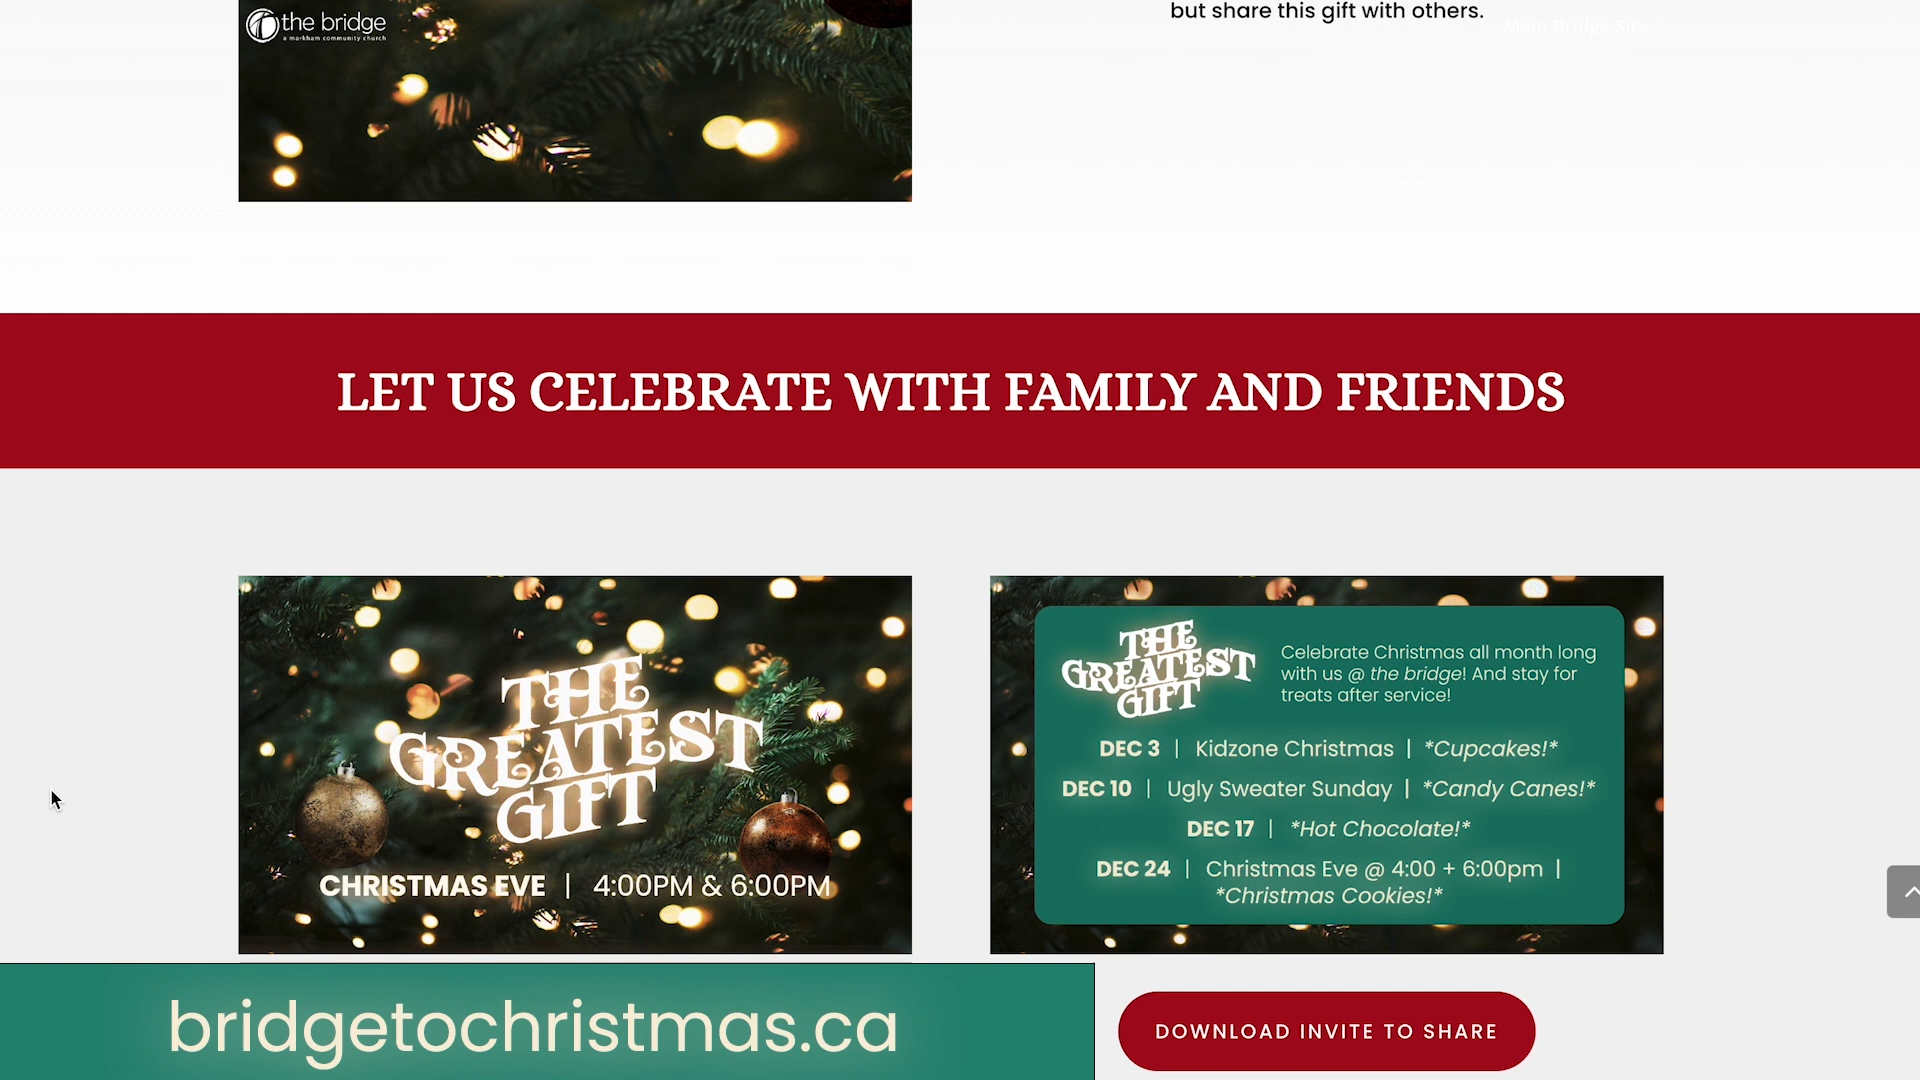 the bridge
a markham community church
but share this gift with others.
Main Bridge Site >
LET US CELEBRATE WITH FAMILY AND FRIENDS
THE
GREATEST
GIFT
CHRISTMAS EVE | 4:00PM & 6:00PM
THE
GREATEST
GIFT
Celebrate Christmas all month long
with us @ the bridge! And stay for
treats after service!
DEC 3 | Kidzone Christmas | *Cupcakes!*
DEC 10 | Ugly Sweater Sunday | *Candy Canes!*
DEC 17 | *Hot Chocolate!*
DEC 24 | Christmas Eve @ 4:00 + 6:00pm |
*Christmas Cookies!*
bridgetochristmas.ca
DOWNLOAD INVITE TO SHARE